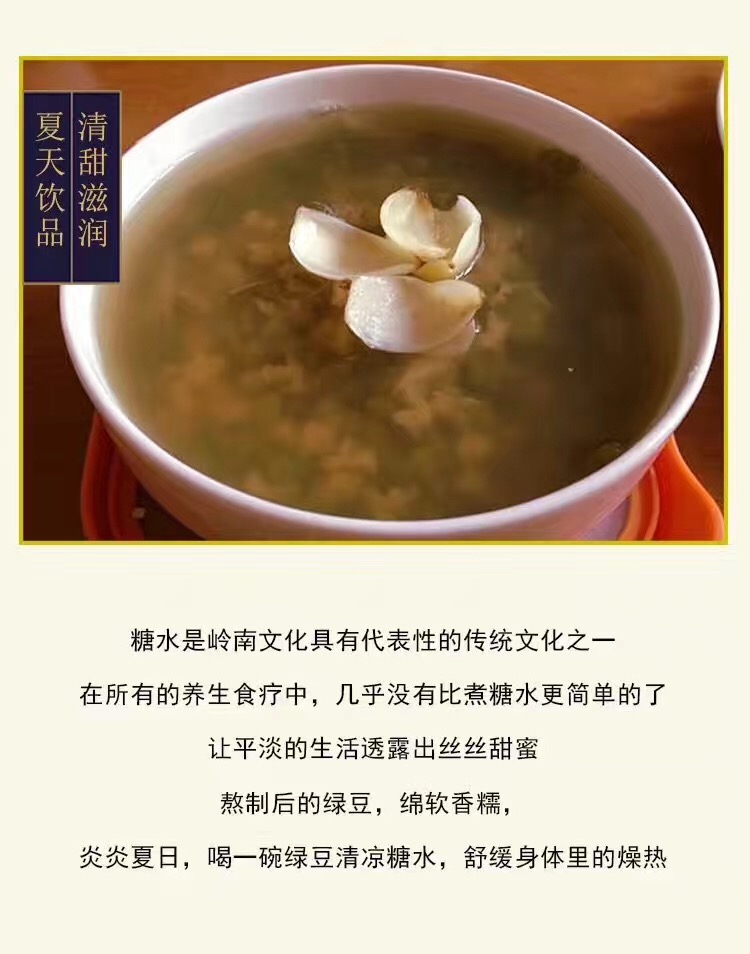 清甜滋润
夏天饮品
糖水是岭南文化具有代表性的传统文化之一
在所有的养生食疗中，几乎没有比煮糖水更简单的了
让平淡的生活透露出丝丝甜蜜
熬制后的绿豆，绵软香糯，
炎炎夏日，喝一碗绿豆清凉糖水，舒缓身体里的燥热